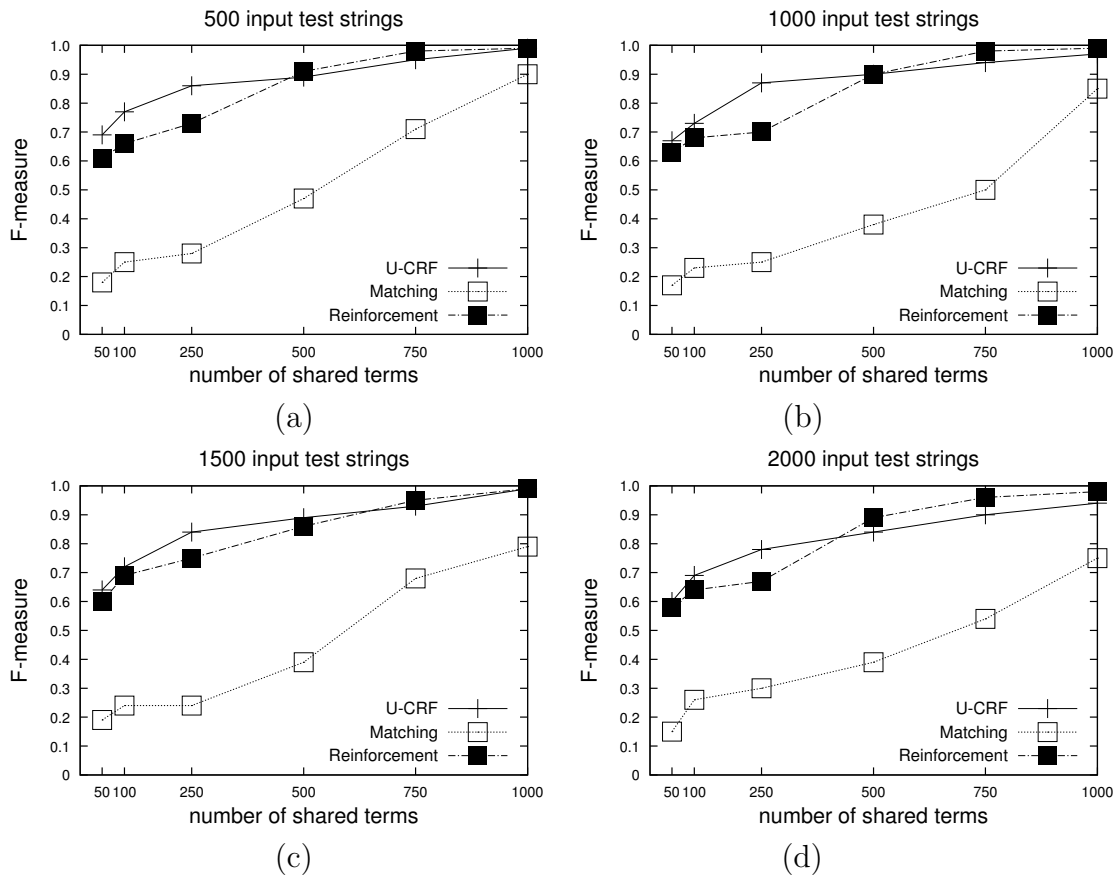 500 input test strings
1.0
0.9
0.8
0.7
0.6
0.5
0.4
0.3
0.2
0.1
0
F-measure
U-CRF
Matching
Reinforcement
50 100 250 500 750 1000
number of shared terms
(a)
1000 input test strings
1.0
0.9
0.8
0.7
0.6
0.5
0.4
0.3
0.2
0.1
0
F-measure
U-CRF
Matching
Reinforcement
50 100 250 500 750 1000
number of shared terms
(b)
1500 input test strings
1.0
0.9
0.8
0.7
0.6
0.5
0.4
0.3
0.2
0.1
0
F-measure
U-CRF
Matching
Reinforcement
50 100 250 500 750 1000
number of shared terms
(c)
2000 input test strings
1.0
0.9
0.8
0.7
0.6
0.5
0.4
0.3
0.2
0.1
0
F-measure
U-CRF
Matching
Reinforcement
50 100 250 500 750 1000
number of shared terms
(d)